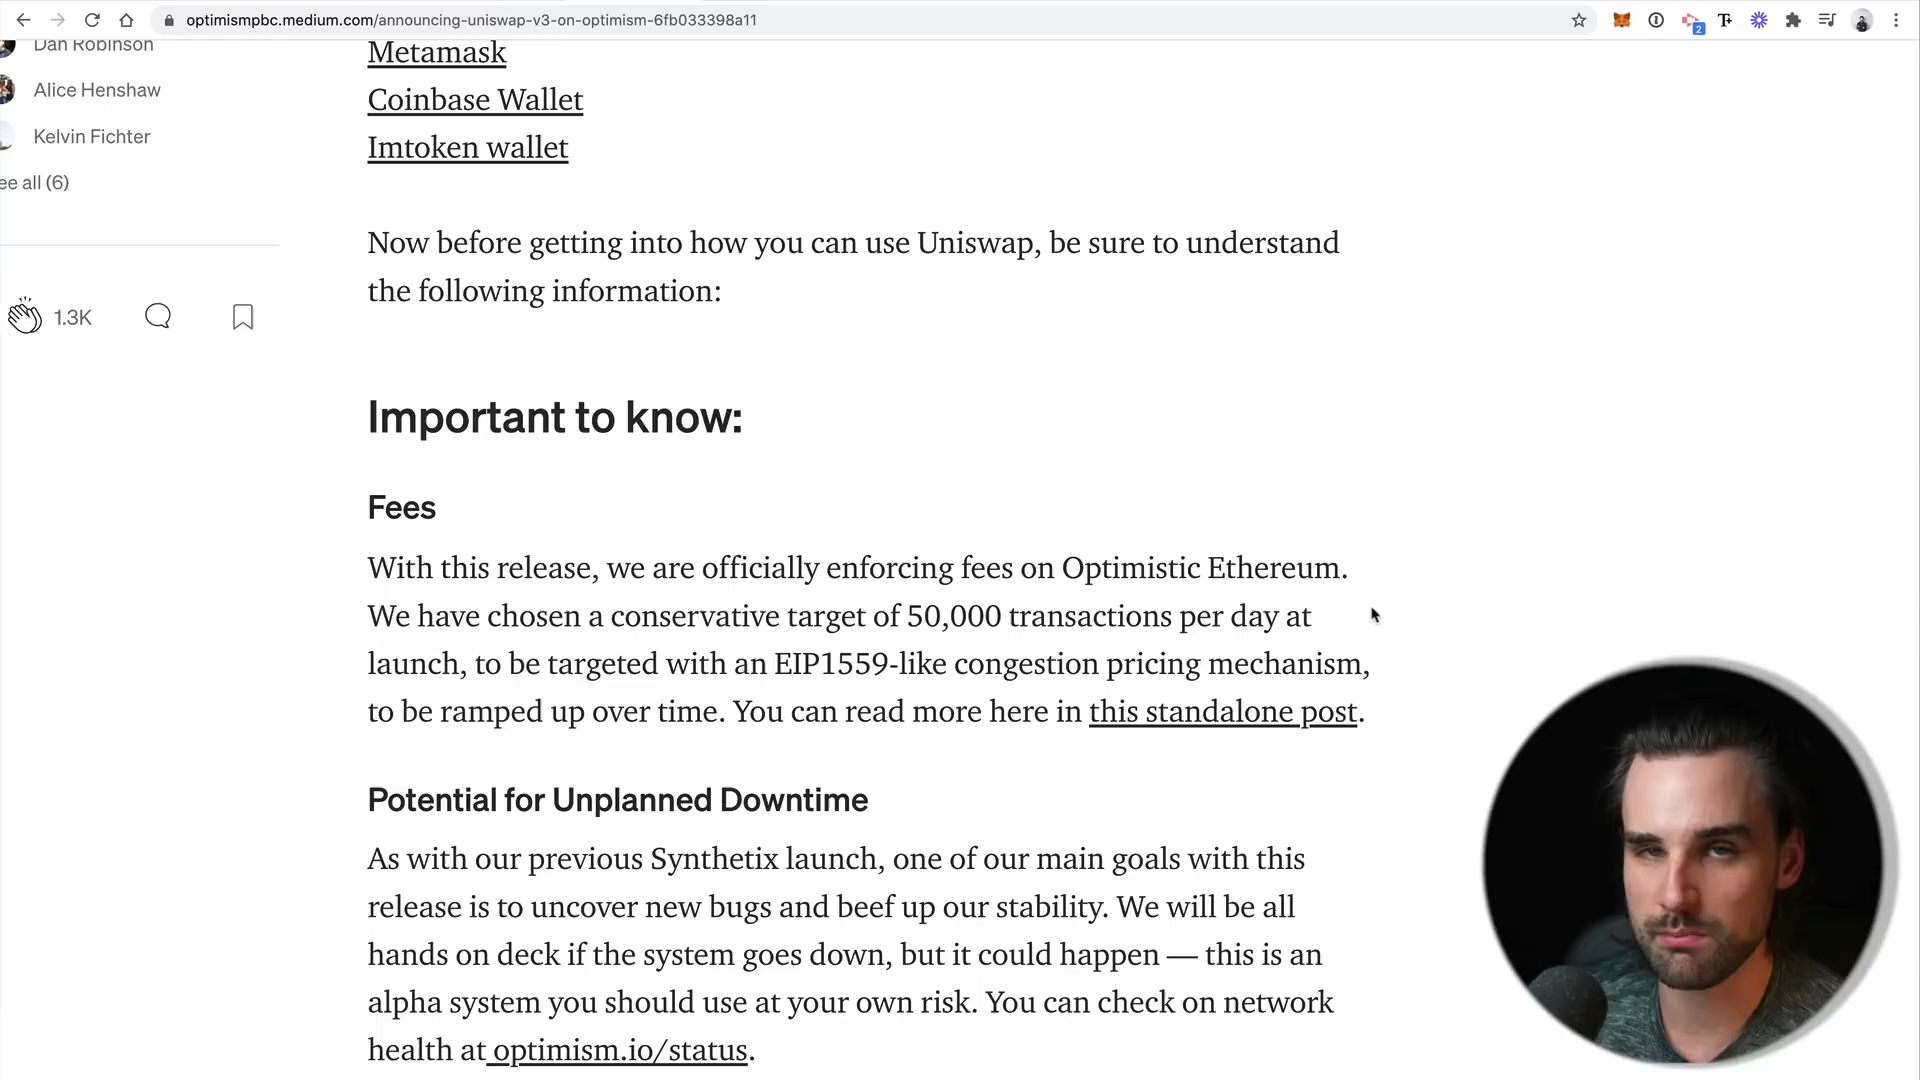 optimismpbc.medium.com/announcing-uniswap-v3-on-optimism-6fb033398a11
2
Dan Robinson
Alice Henshaw
Kelvin Fichter
ee all (6)
1.3K
Metamask
Coinbase Wallet
Imtoken wallet
Now before getting into how you can use Uniswap, be sure to understand
the following information:
Important to know:
Fees
With this release, we are officially enforcing fees on Optimistic Ethereum.
We have chosen a conservative target of 50,000 transactions per day at
launch, to be targeted with an EIP1559-like congestion pricing mechanism,
to be ramped up over time. You can read more here in this standalone post.
Potential for Unplanned Downtime
As with our previous Synthetix launch, one of our main goals with this
release is to uncover new bugs and beef up our stability. We will be all
hands on deck if the system goes down, but it could happen — this is an
alpha system you should use at your own risk. You can check on network
health at optimism.io/status.